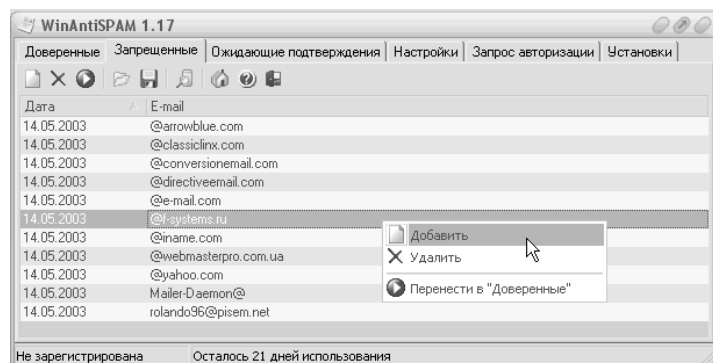 WinAntiSPAM 1.17
Доверенные Запрещенные Ожидающие подтверждения Настройки Запрос авторизации Установки
Дата E-mail
14.05.2003 @arrowblue.com
14.05.2003 @classiclinx.com
14.05.2003 @conversionemail.com
14.05.2003 @directiveemail.com
14.05.2003 @e-mail.com
14.05.2003 @f-systems.ru
14.05.2003 @iname.com
14.05.2003 @webmasterpro.com.ua
14.05.2003 @yahoo.com
14.05.2003 Mailer-Daemon@
14.05.2003 rolando96@pisem.net
Добавить
Удалить
Перенести в "Доверенные"
Не зарегистрирована Осталось 21 дней использования